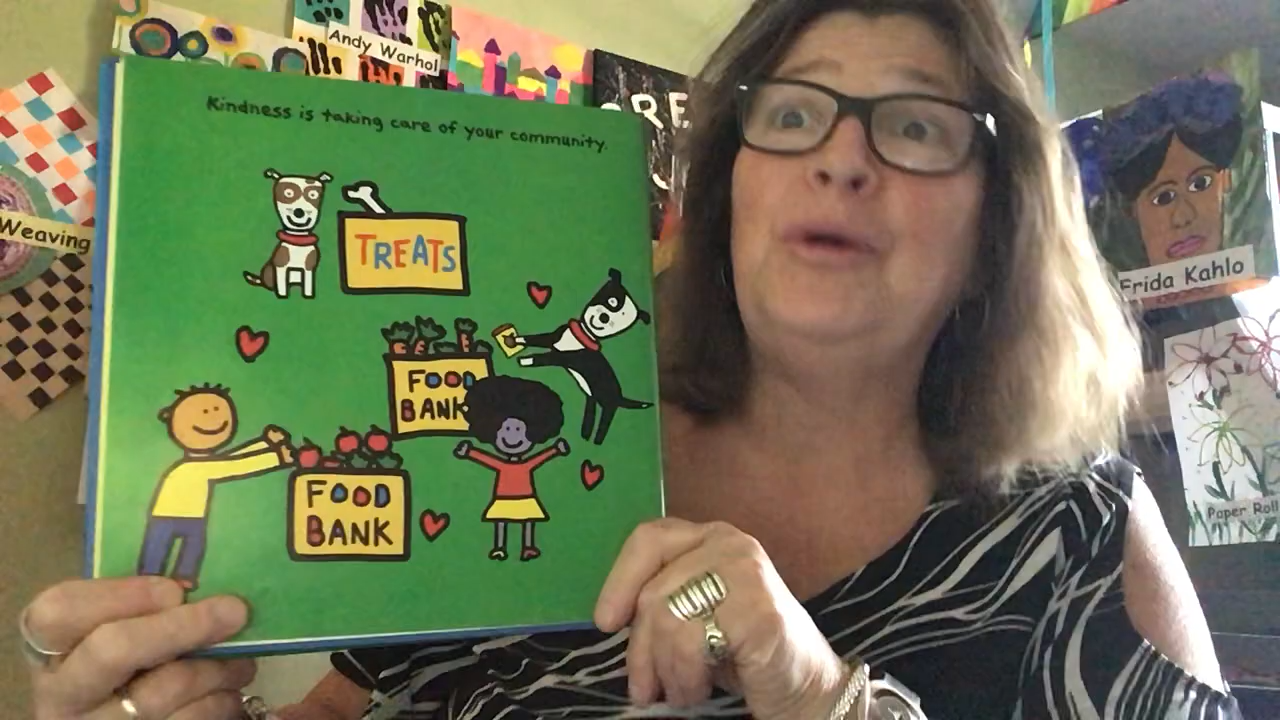 Andy Warhol
Kindness is taking care of your community.
Weaving
TREATS
FOOD
BANK
FOOD
BANK
Frida Kahlo
Paper Roll